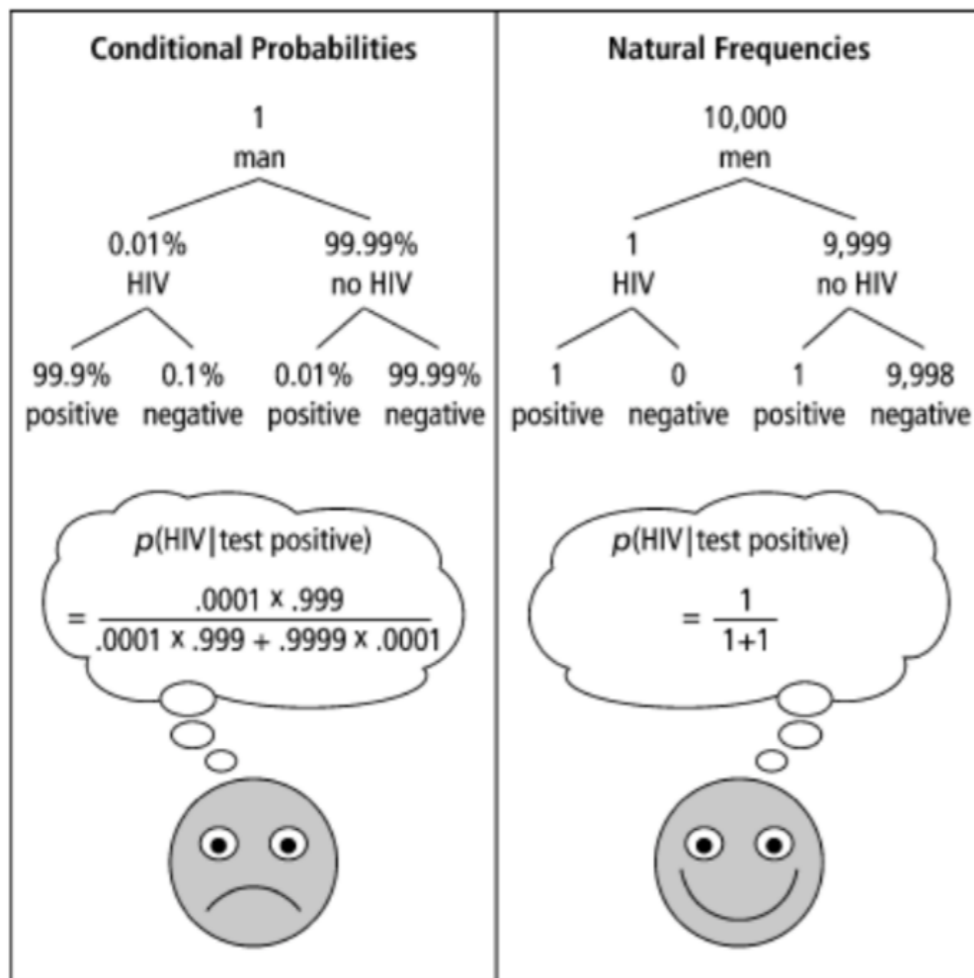 Conditional Probabilities
1
man
0.01% 99.99%
HIV no HIV
99.9% 0.1% 0.01% 99.99%
positive negative positive negative
p(HIV|test positive)
= .0001 x .999
.0001 x .999 + .9999 x .0001
Natural Frequencies
10,000
men
1 9,999
HIV no HIV
1 0 1 9,998
positive negative positive negative
p(HIV|test positive)
= 1
1+1